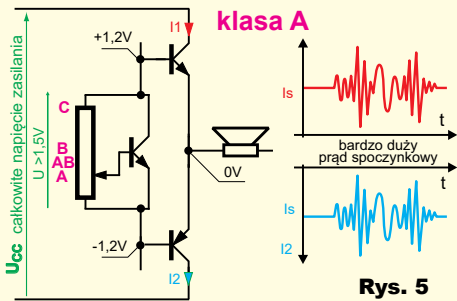 klasa A
I1
+1,2V
Ucc całkowite napięcie zasilania
U >1,5V
C
B
AB
A
0V
-1,2V
I2
Is
t
bardzo duży
prąd spoczynkowy
t
Is
I2
Rys. 5